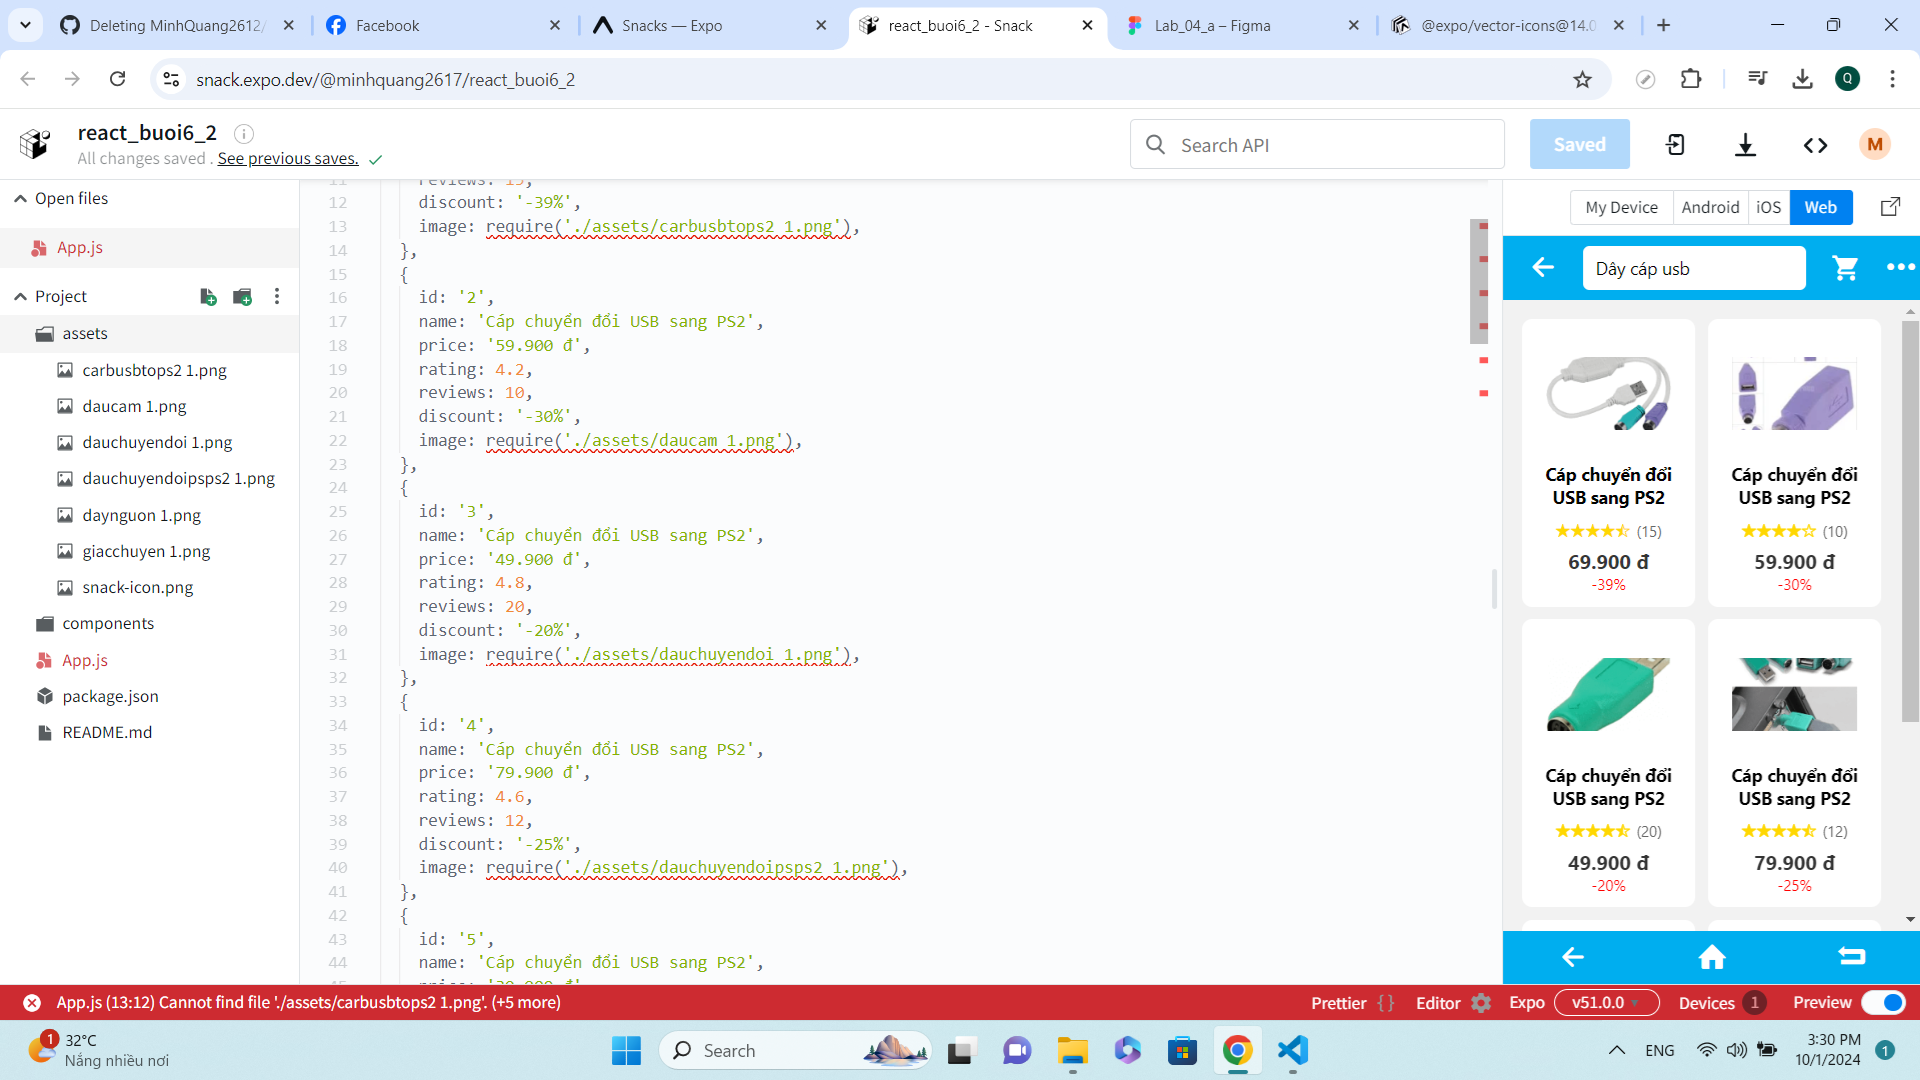 Deleting MinhQuang2612/
Facebook
Snacks — Expo
react_buoi6_2 - Snack
Lab_04_a – Figma
@expo/vector-icons@14.0
snack.expo.dev/@minhquang2617/react_buoi6_2
Q
react_buoi6_2
All changes saved . See previous saves.
Search API
Saved
M
Open files
App.js
Project
assets
carbusbtops2 1.png
daucam 1.png
dauchuyendoi 1.png
dauchuyendoipsps2 1.png
daynguon 1.png
giacchuyen 1.png
snack-icon.png
components
App.js
package.json
README.md
11 reviews: 15,
12 discount: '-39%',
13 image: require('./assets/carbusbtops2 1.png'),
14 },
15 {
16 id: '2',
17 name: 'Cáp chuyển đổi USB sang PS2',
18 price: '59.900 đ',
19 rating: 4.2,
20 reviews: 10,
21 discount: '-30%',
22 image: require('./assets/daucam 1.png'),
23 },
24 {
25 id: '3',
26 name: 'Cáp chuyển đổi USB sang PS2',
27 price: '49.900 đ',
28 rating: 4.8,
29 reviews: 20,
30 discount: '-20%',
31 image: require('./assets/dauchuyendoi 1.png'),
32 },
33 {
34 id: '4',
35 name: 'Cáp chuyển đổi USB sang PS2',
36 price: '79.900 đ',
37 rating: 4.6,
38 reviews: 12,
39 discount: '-25%',
40 image: require('./assets/dauchuyendoipsps2 1.png'),
41 },
42 {
43 id: '5',
44 name: 'Cáp chuyển đổi USB sang PS2',
My Device
Android
iOS
Web
Dây cáp usb
Cáp chuyển đổi
USB sang PS2
(15)
69.900 đ
-39%
Cáp chuyển đổi
USB sang PS2
(10)
59.900 đ
-30%
Cáp chuyển đổi
USB sang PS2
(20)
49.900 đ
-20%
Cáp chuyển đổi
USB sang PS2
(12)
79.900 đ
-25%
App.js (13:12) Cannot find file './assets/carbusbtops2 1.png'. (+5 more)
Prettier { }
Editor
Expo
v51.0.0
Devices 1
Preview
1
32°C
Nắng nhiều nơi
Search
ENG
3:30 PM
10/1/2024
1